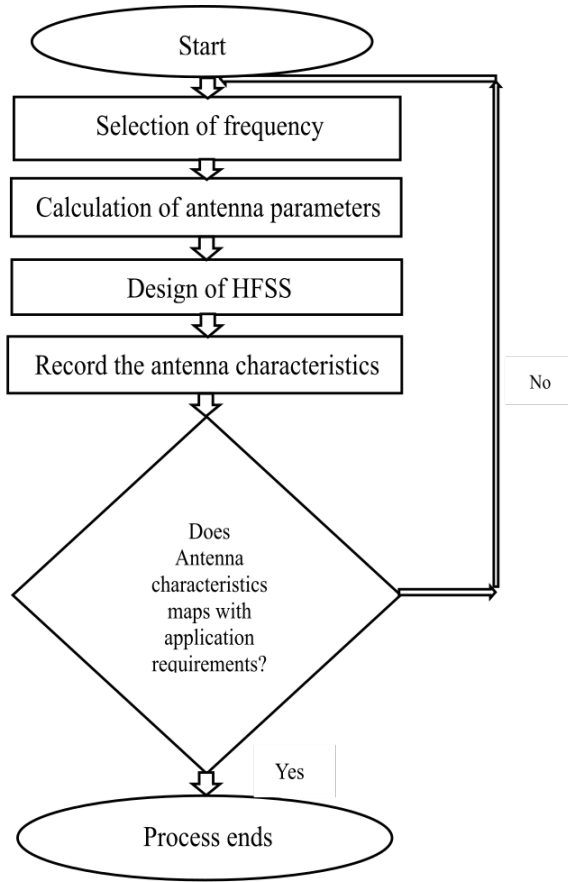 Start
Selection of frequency
Calculation of antenna parameters
Design of HFSS
Record the antenna characteristics
No
Does
Antenna
characteristics
maps with
application
requirements?
Yes
Process ends